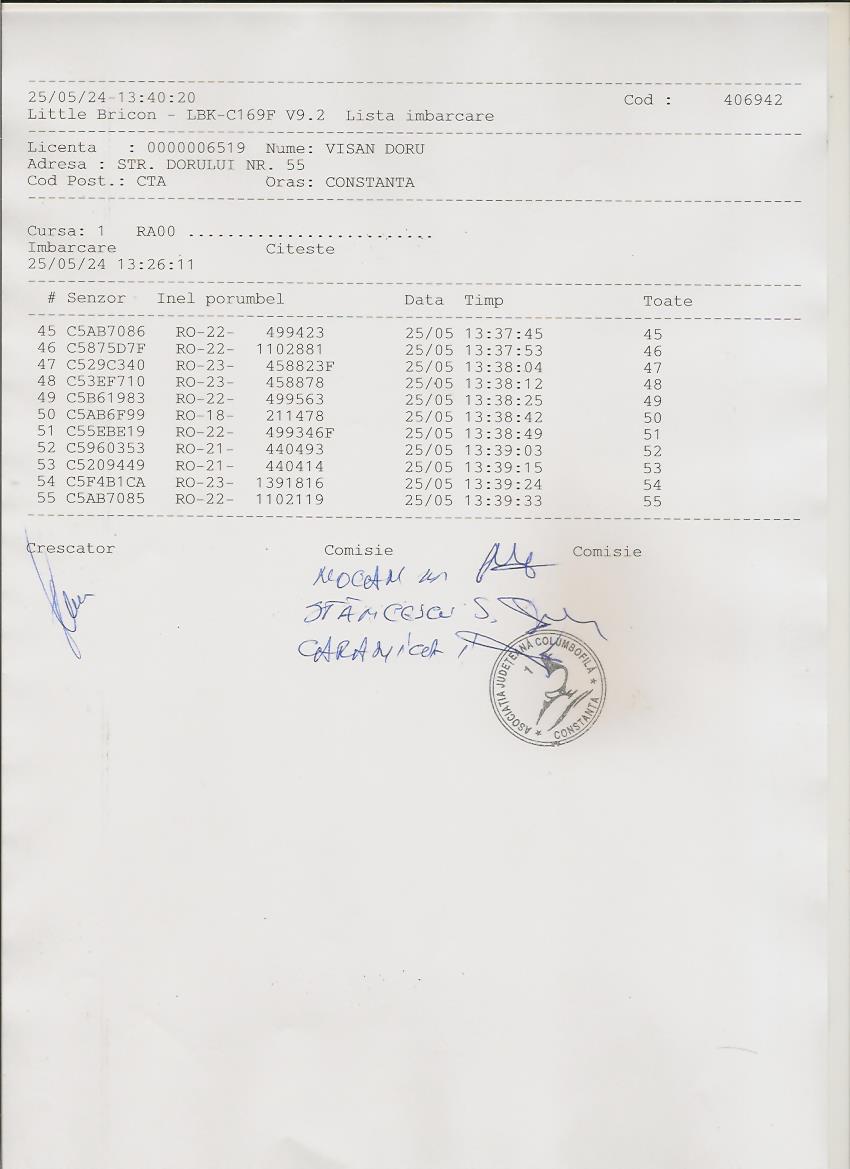 25/05/24-13:40:20 Cod : 406942
Little Bricon - LBK-C169F V9.2 Lista imbarcare
Licenta : 0000006519 Nume: VISAN DORU
Adresa : STR. DORULUI NR. 55
Cod Post.: CTA Oras: CONSTANTA
Cursa: 1 RA00 .........................
Imbarcare Citeste
25/05/24 13:26:11
# Senzor Inel porumbel Data Timp Toate
45 C5AB7086 RO-22- 499423 25/05 13:37:45 45
46 C5875D7F RO-22- 1102881 25/05 13:37:53 46
47 C529C340 RO-23- 458823F 25/05 13:38:04 47
48 C53EF710 RO-23- 458878 25/05 13:38:12 48
49 C5B61983 RO-22- 499563 25/05 13:38:25 49
50 C5AB6F99 RO-18- 211478 25/05 13:38:42 50
51 C55EBE19 RO-22- 499346F 25/05 13:38:49 51
52 C5960353 RO-21- 440493 25/05 13:39:03 52
53 C5209449 RO-21- 440414 25/05 13:39:15 53
54 C5F4B1CA RO-23- 1391816 25/05 13:39:24 54
55 C5AB7085 RO-22- 1102119 25/05 13:39:33 55
Crescator Comisie Comisie
MOCAN
STĂNCESCU S.
CARAMICA
ASOCIAȚIA JUDEȚEANĂ COLUMBOFILĂ * CONSTANȚA *
1